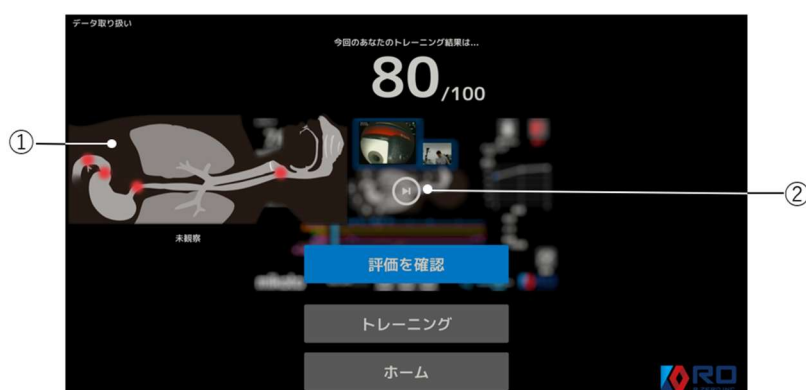 データ取り扱い
今回のあなたのトレーニング結果は...
80/100
①
②
未観察
評価を確認
トレーニング
ホーム
RO